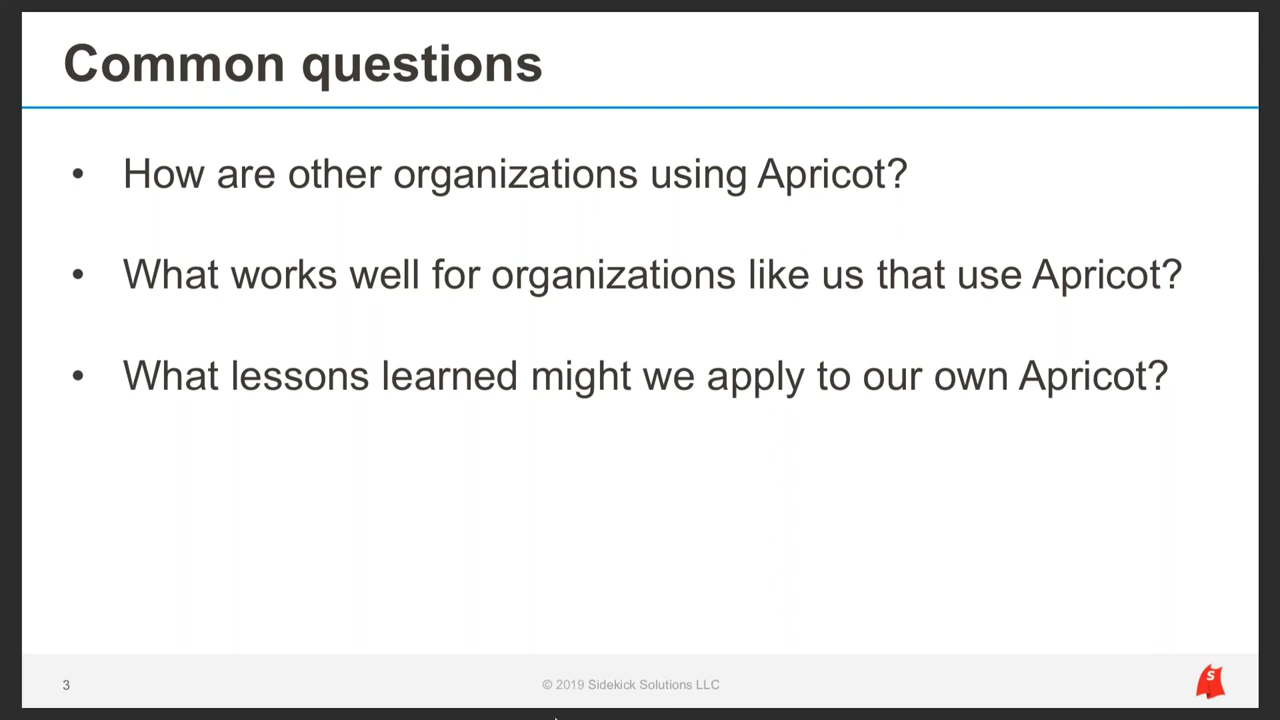 Common questions
• How are other organizations using Apricot?
• What works well for organizations like us that use Apricot?
• What lessons learned might we apply to our own Apricot?
3
© 2019 Sidekick Solutions LLC
S